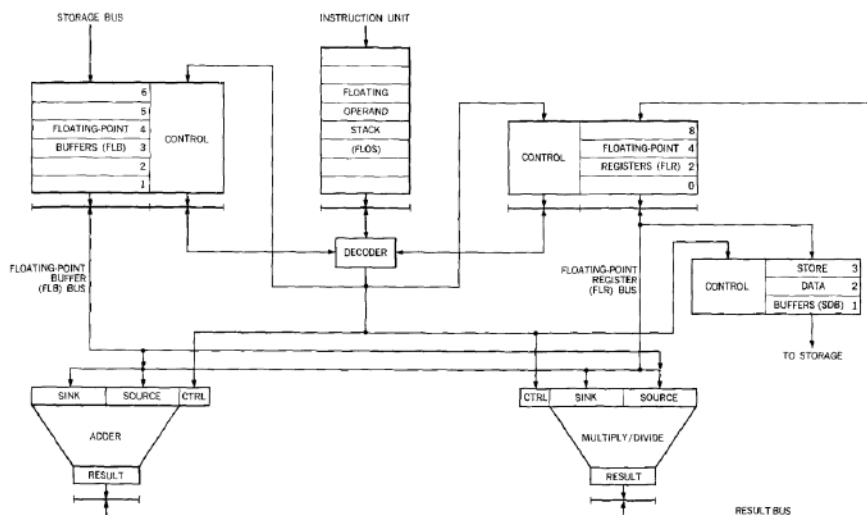 STORAGE BUS
INSTRUCTION UNIT
6
5
FLOATING-POINT 4
BUFFERS (FLB) 3
2
1
CONTROL
FLOATING
OPERAND
STACK
(FLOS)
CONTROL
8
FLOATING-POINT 4
REGISTERS (FLR) 2
0
DECODER
FLOATING-POINT
BUFFER
(FLB) BUS
FLOATING-POINT
REGISTER
(FLR) BUS
CONTROL
STORE 3
DATA 2
BUFFERS (SDB) 1
TO STORAGE
SINK SOURCE CTRL
ADDER
RESULT
CTRL SINK SOURCE
MULTIPLY/DIVIDE
RESULT
RESULT BUS